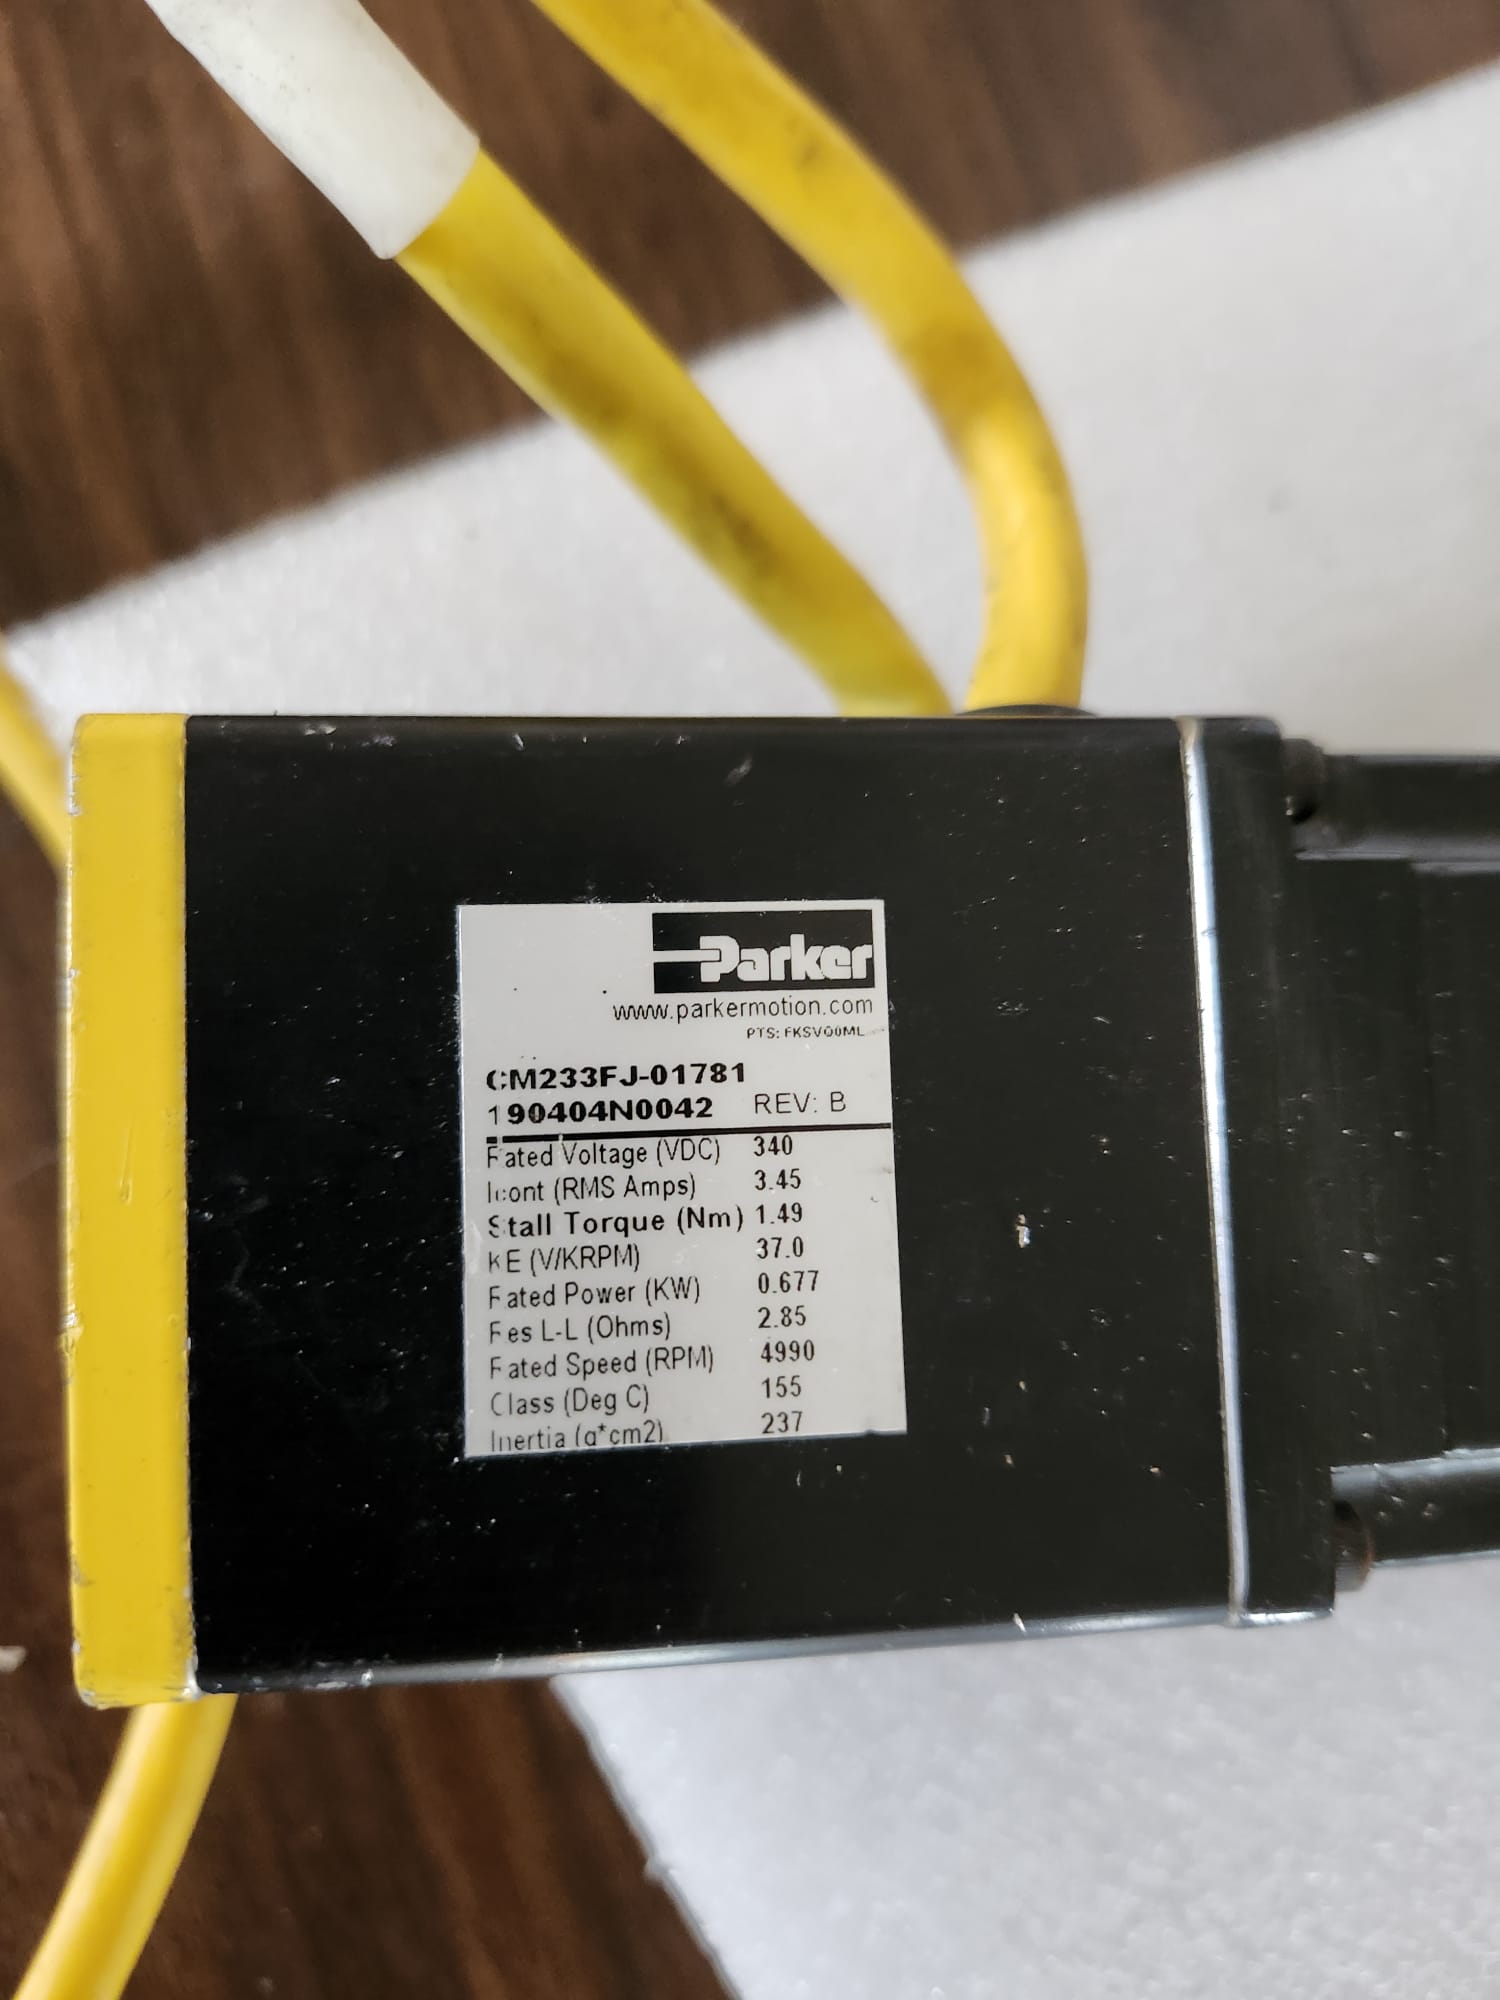 Parker
www.parkermotion.com
CM233FJ-01781
190404N0042 REV: B
Rated Voltage (VDC) 340
Icont (RMS Amps) 3.45
Stall Torque (Nm) 1.49
KE (V/KRPM) 37.0
Rated Power (KW) 0.677
Res L-L (Ohms) 2.85
Rated Speed (RPM) 4990
Class (Deg C) 155
Inertia (g*cm2) 237